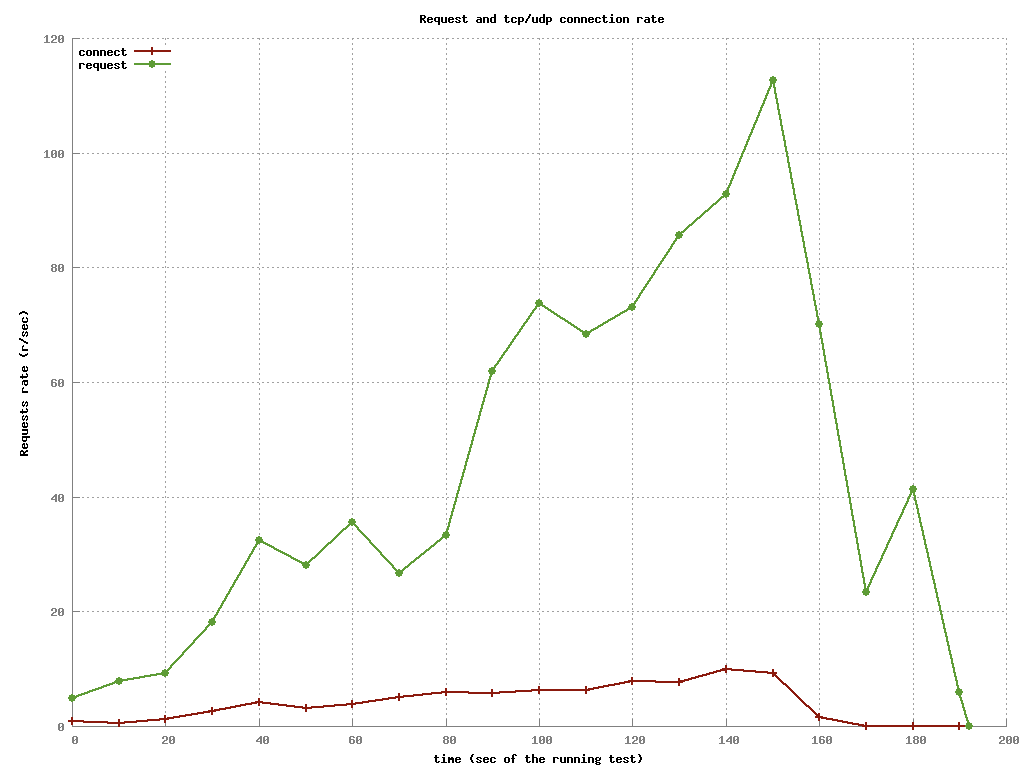 Request and tcp/udp connection rate
connect
request
120
100
80
60
40
20
0
Requests rate (r/sec)
0 20 40 60 80 100 120 140 160 180 200
time (sec of the running test)